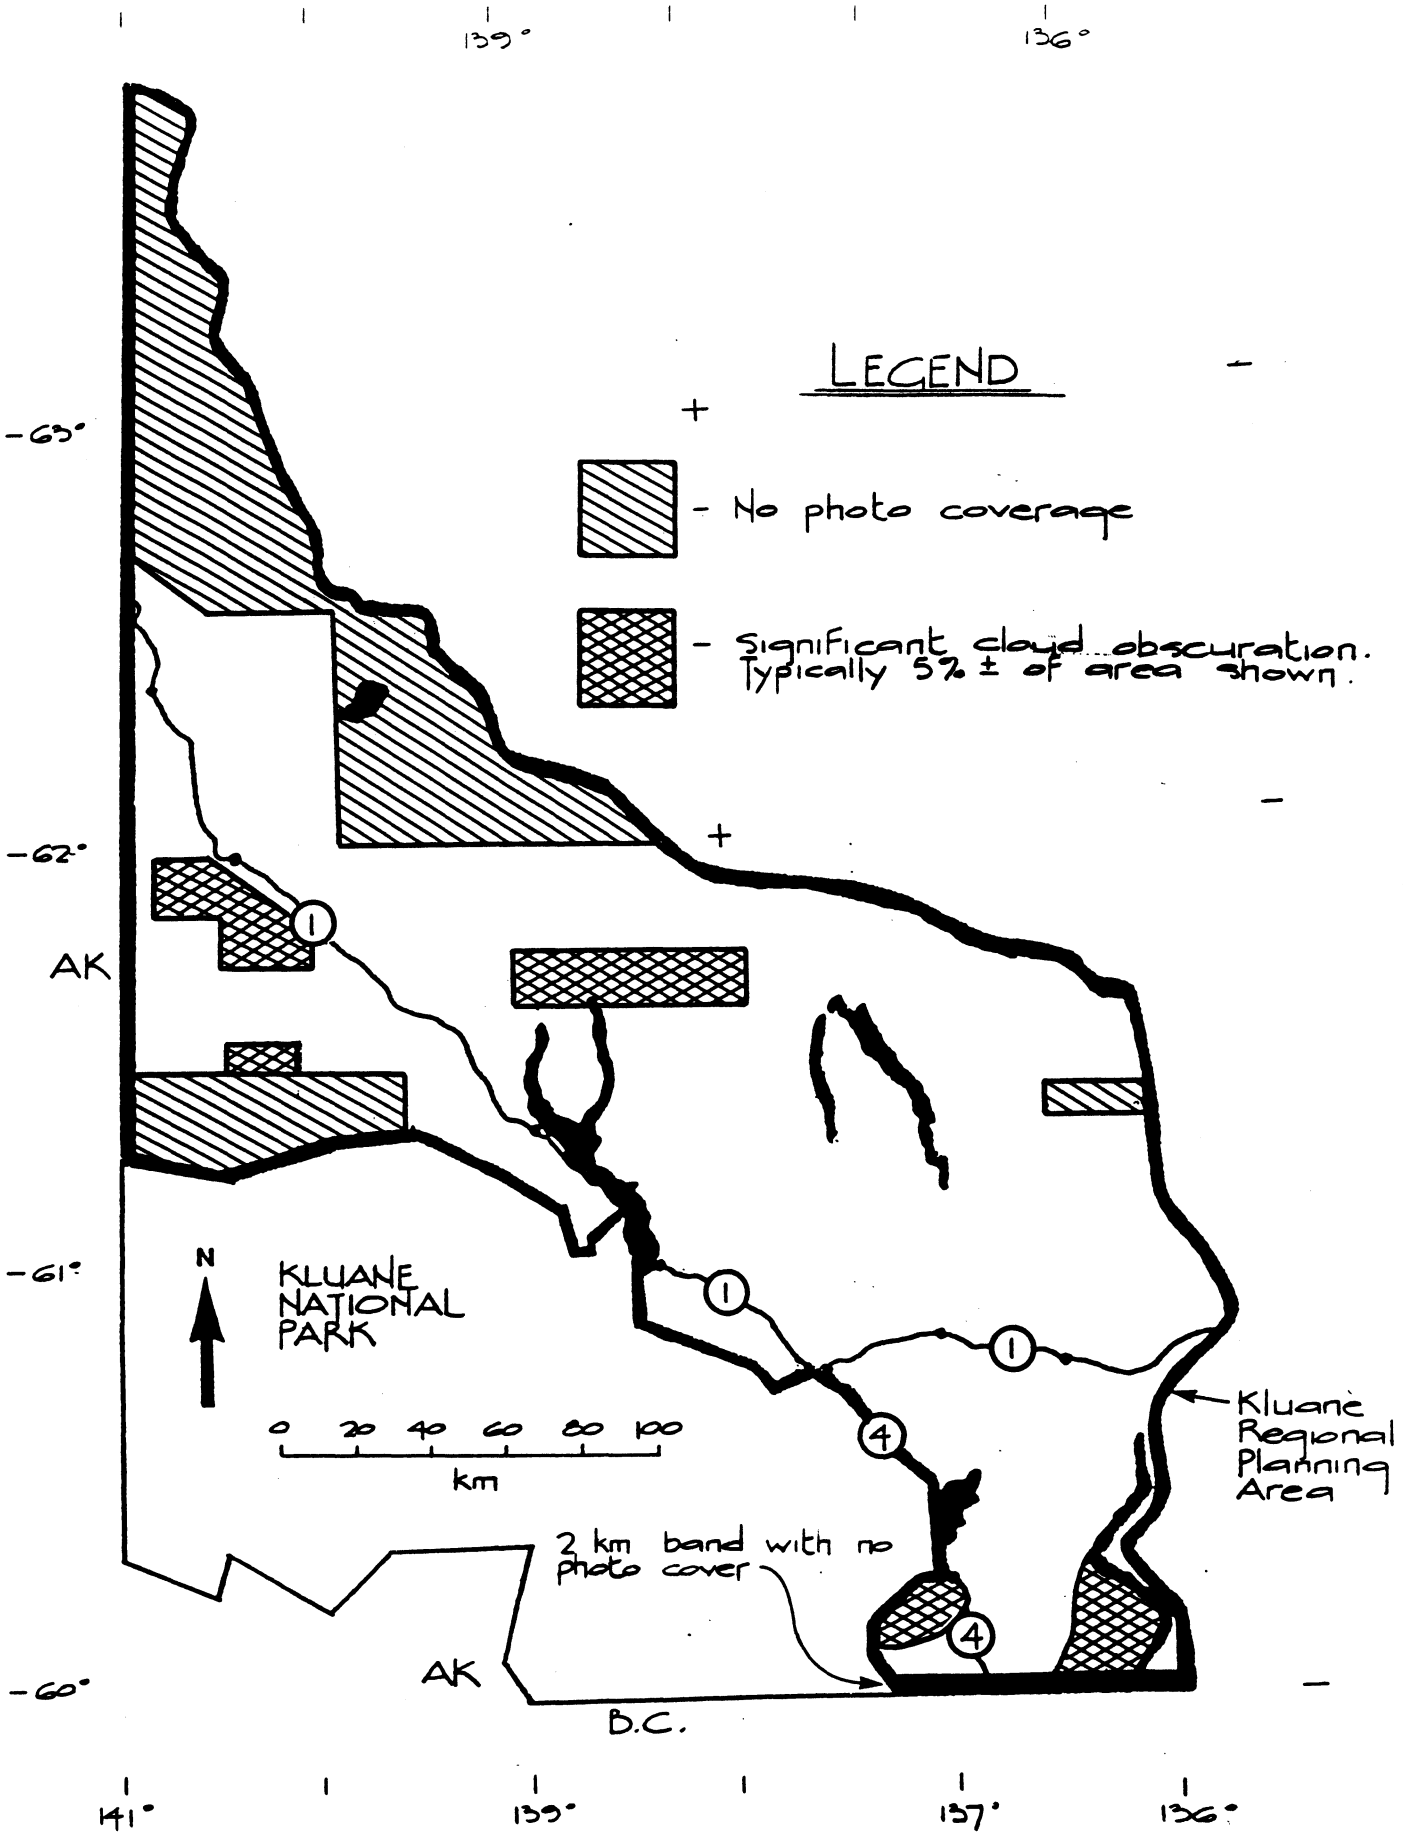 139° 136°
LEGEND
-63°
- No photo coverage
- Significant cloud obscuration.
Typically 5% ± of area shown.
-62°
1
AK
-61°
N
KLUANE
NATIONAL
PARK
1
1
0 20 40 60 80 100
km
4
Kluane
Regional
Planning
Area
2 km band with no
photo cover
4
AK
-60°
B.C.
141° 139° 137° 136°